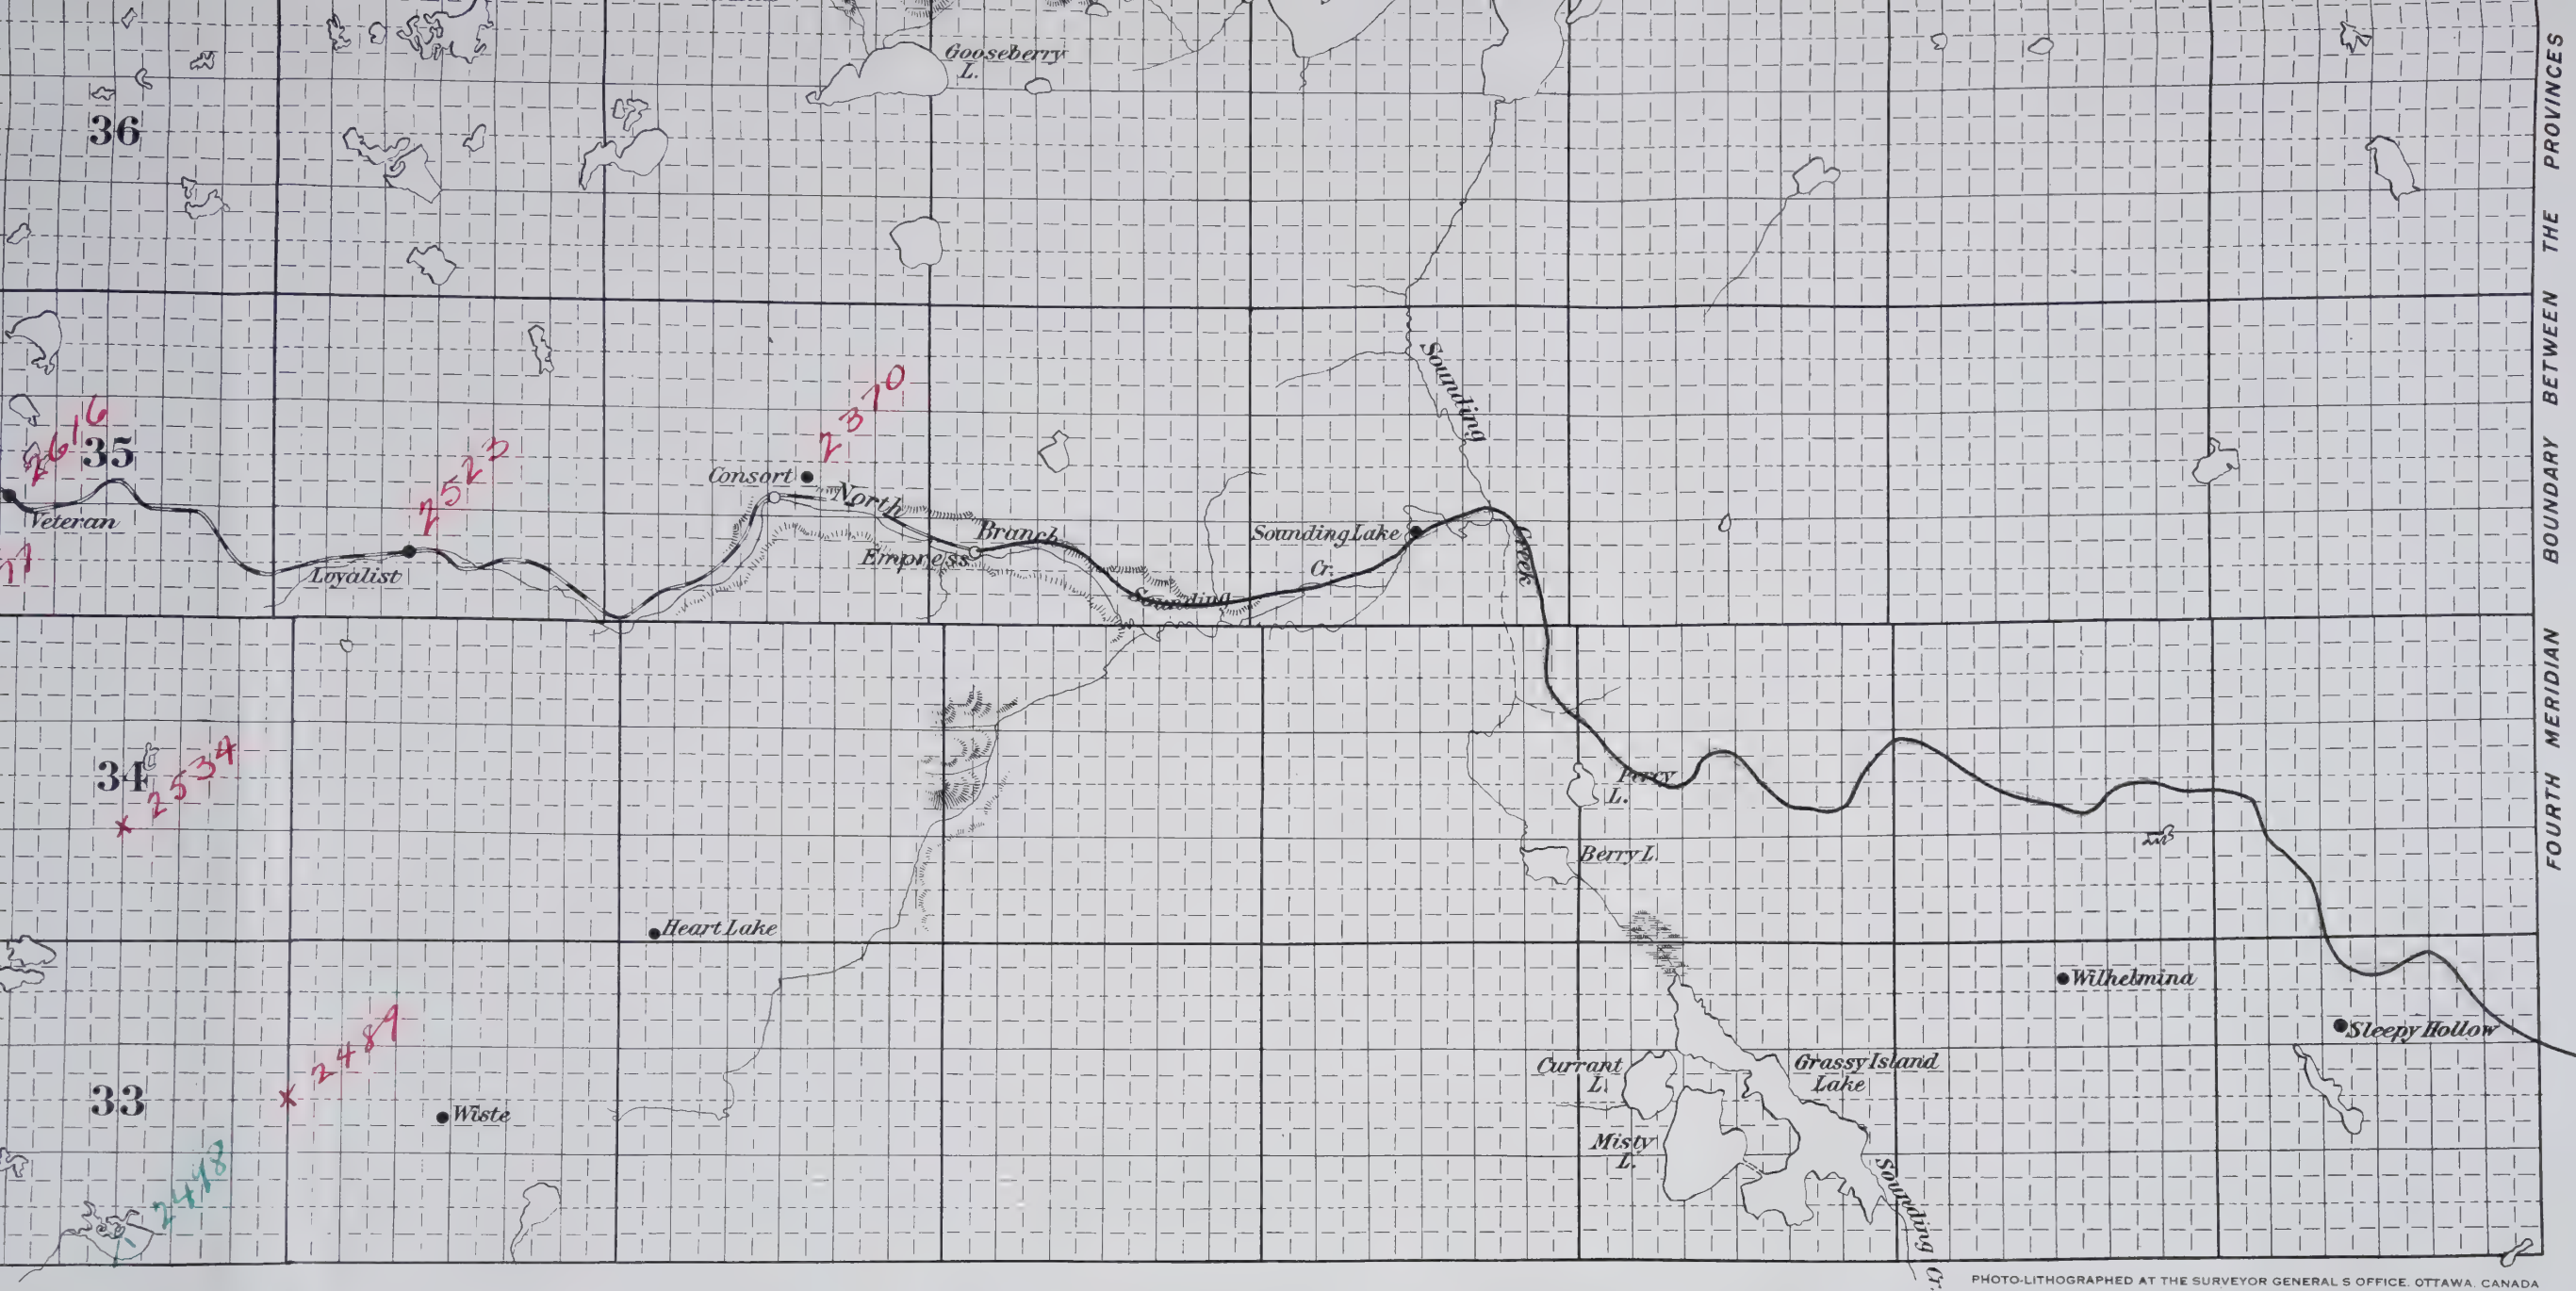 Gooseberry
L.
36
PROVINCES
THE
BETWEEN
BOUNDARY
MERIDIAN
FOURTH
Sounding
2370
2616
35
2523
Consort
North
Veteran
Branch
Sounding Lake
Creek
Empress
Cr.
Loyalist
Sounding
34
2534
Percy
L.
Berry L.
Heart Lake
Wilhelmina
Sleepy Hollow
2489
33
Wiste
Currant
L.
Grassy Island
Lake
Misty
L.
2448
Sounding Cr.
PHOTO-LITHOGRAPHED AT THE SURVEYOR GENERAL S OFFICE. OTTAWA. CANADA